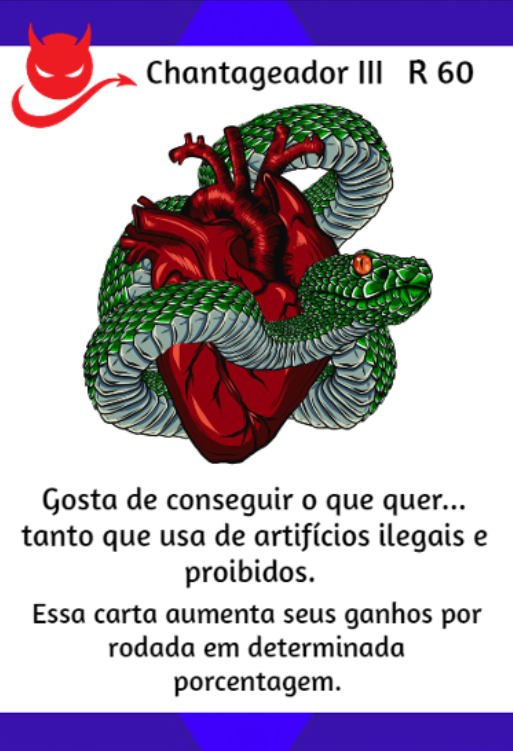 Chantageador III R 60
Gosta de conseguir o que quer...
tanto que usa de artifícios ilegais e
proibidos.
Essa carta aumenta seus ganhos por
rodada em determinada
porcentagem.